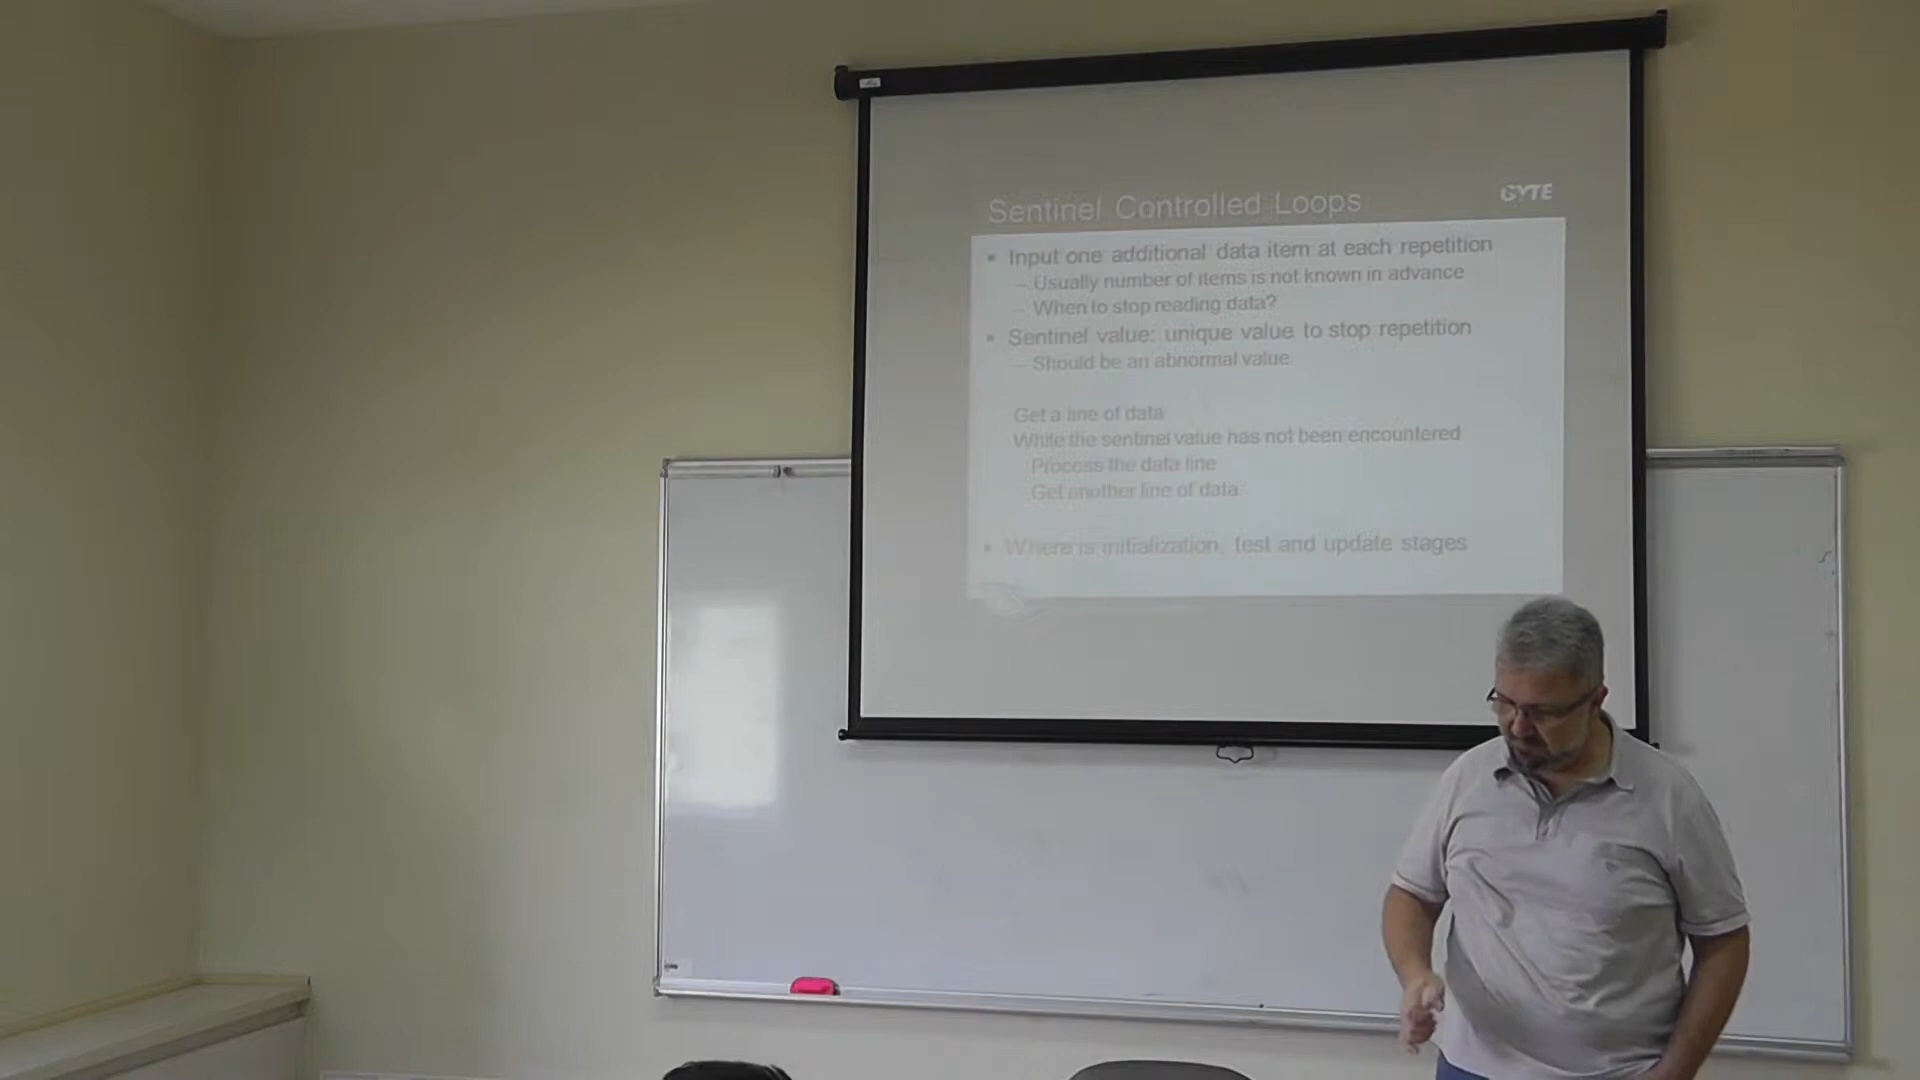 Sentinel Controlled Loops
GYTE
• Input one additional data item at each repetition
– Usually number of items is not known in advance
– When to stop reading data?
• Sentinel value: unique value to stop repetition
– Should be an abnormal value
Get a line of data
While the sentinel value has not been encountered
Process the data line
Get another line of data
• Where is initialization, test and update stages